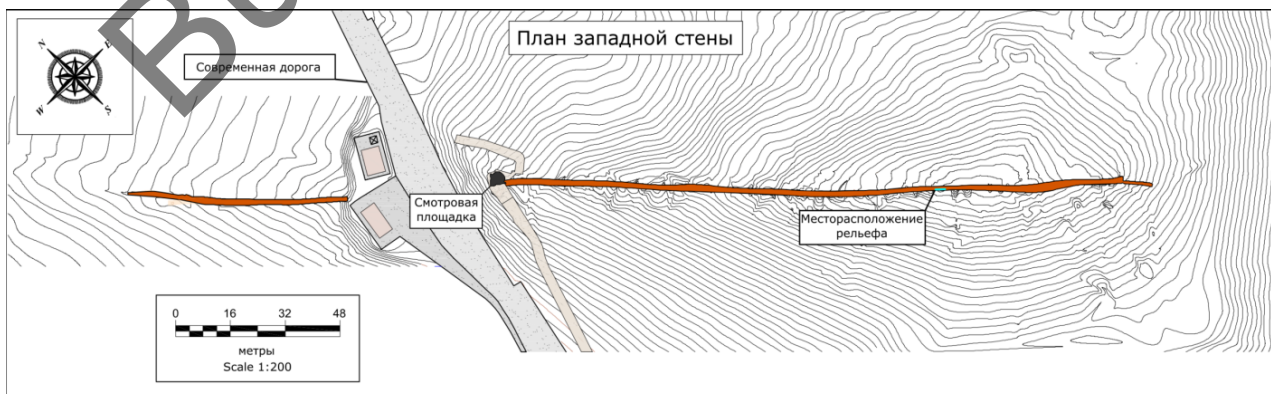 План западной стены
N
E
W
S
Современная дорога
Смотровая
площадка
Месторасположение
рельефа
0 16 32 48
метры
Scale 1:200